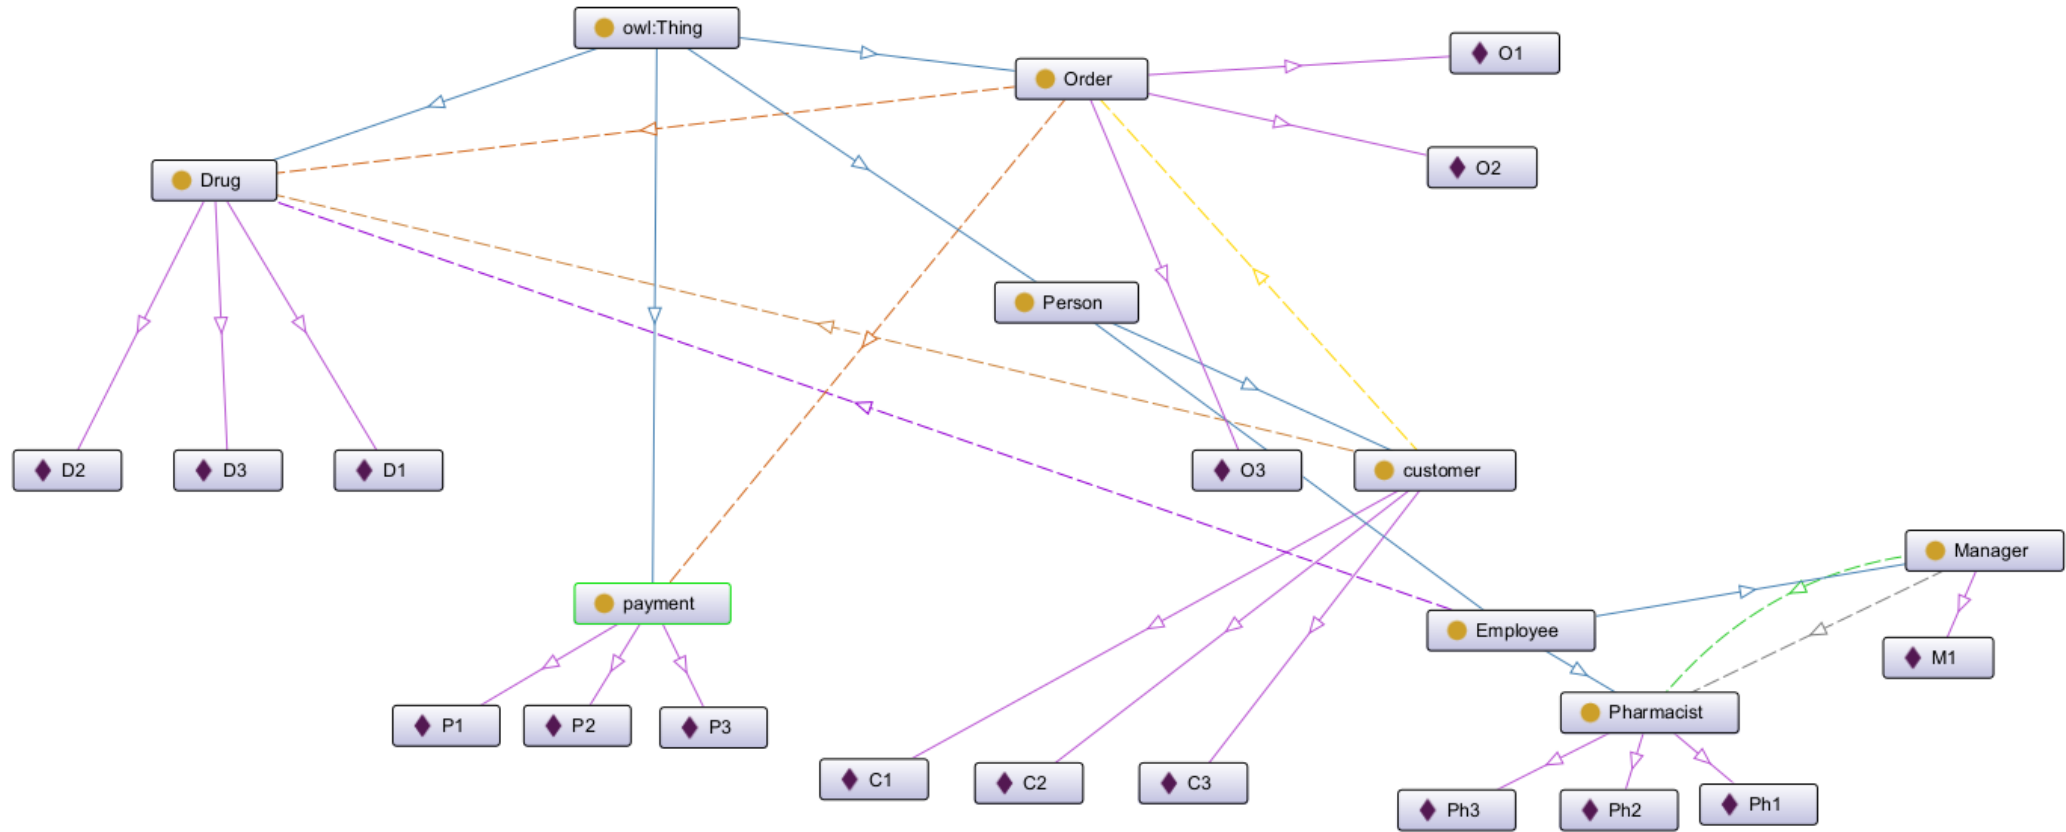 owl:Thing
O1
Order
O2
Drug
Person
D2
D3
D1
O3
customer
Manager
payment
Employee
M1
P1
P2
P3
Pharmacist
C1
C2
C3
Ph3
Ph2
Ph1